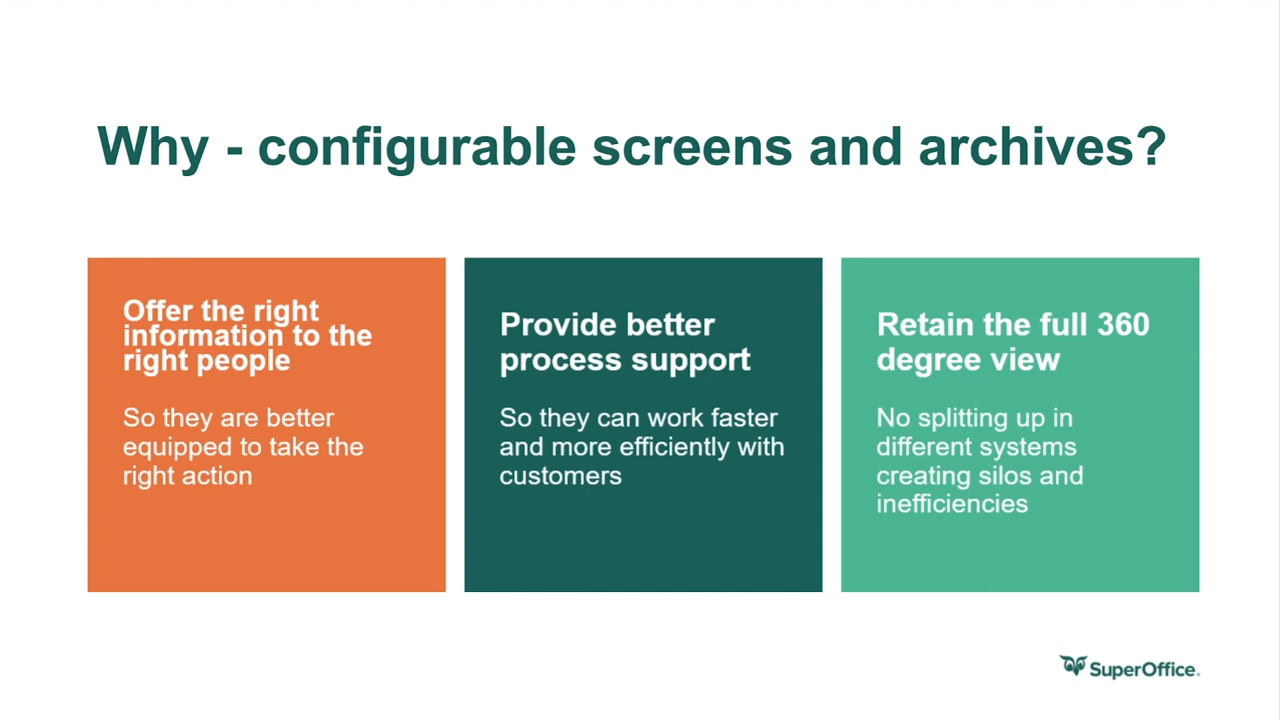 Why - configurable screens and archives?
Offer the right
information to the
right people
So they are better
equipped to take the
right action
Provide better
process support
So they can work faster
and more efficiently with
customers
Retain the full 360
degree view
No splitting up in
different systems
creating silos and
inefficiencies
SuperOffice.